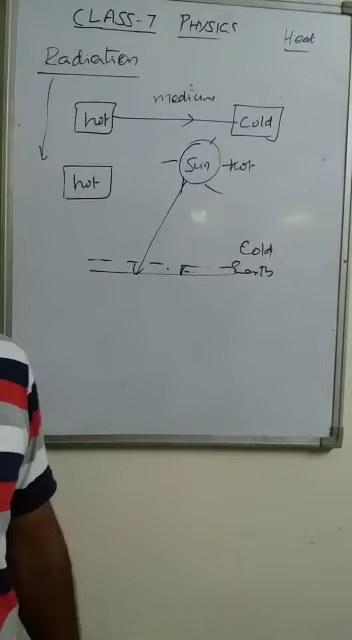 CLASS-7 PHYSICS
Heat
Radiation
medium
hot
Cold
Sun
hot
hot
Cold
Earth